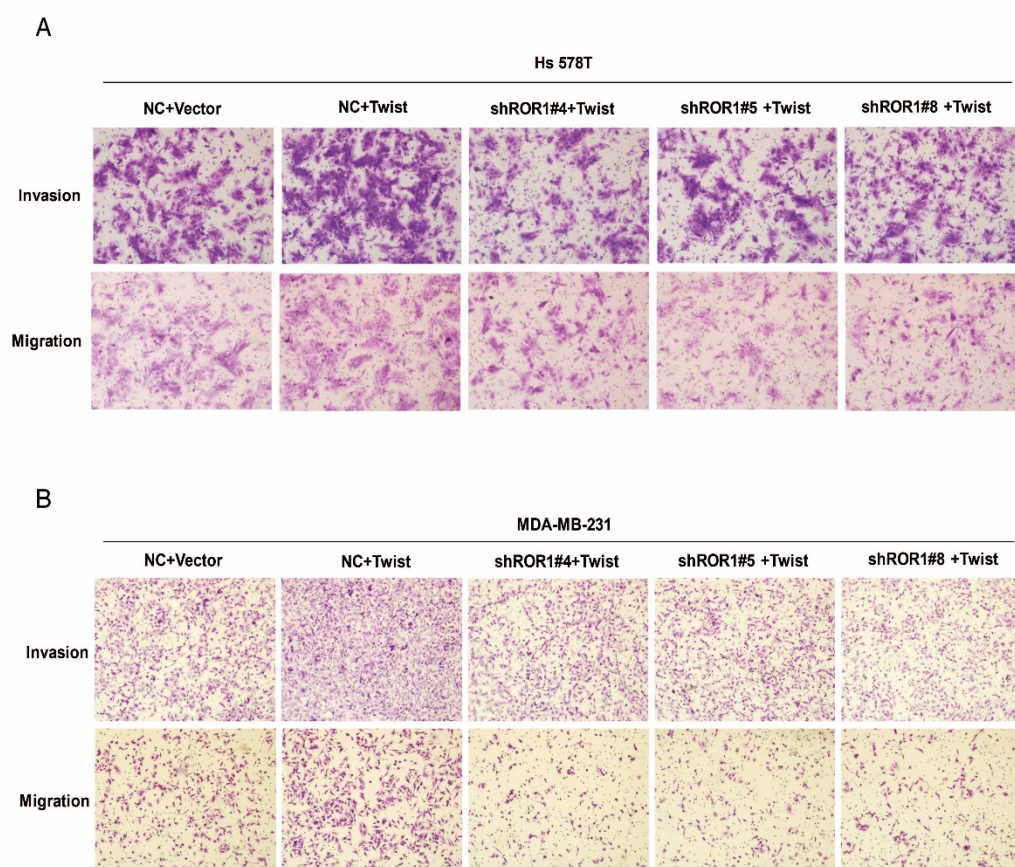 A
Hs 578T
NC+Vector NC+Twist shROR1#4+Twist shROR1#5 +Twist shROR1#8 +Twist
Invasion
Migration
B
MDA-MB-231
NC+Vector NC+Twist shROR1#4+Twist shROR1#5 +Twist shROR1#8 +Twist
Invasion
Migration